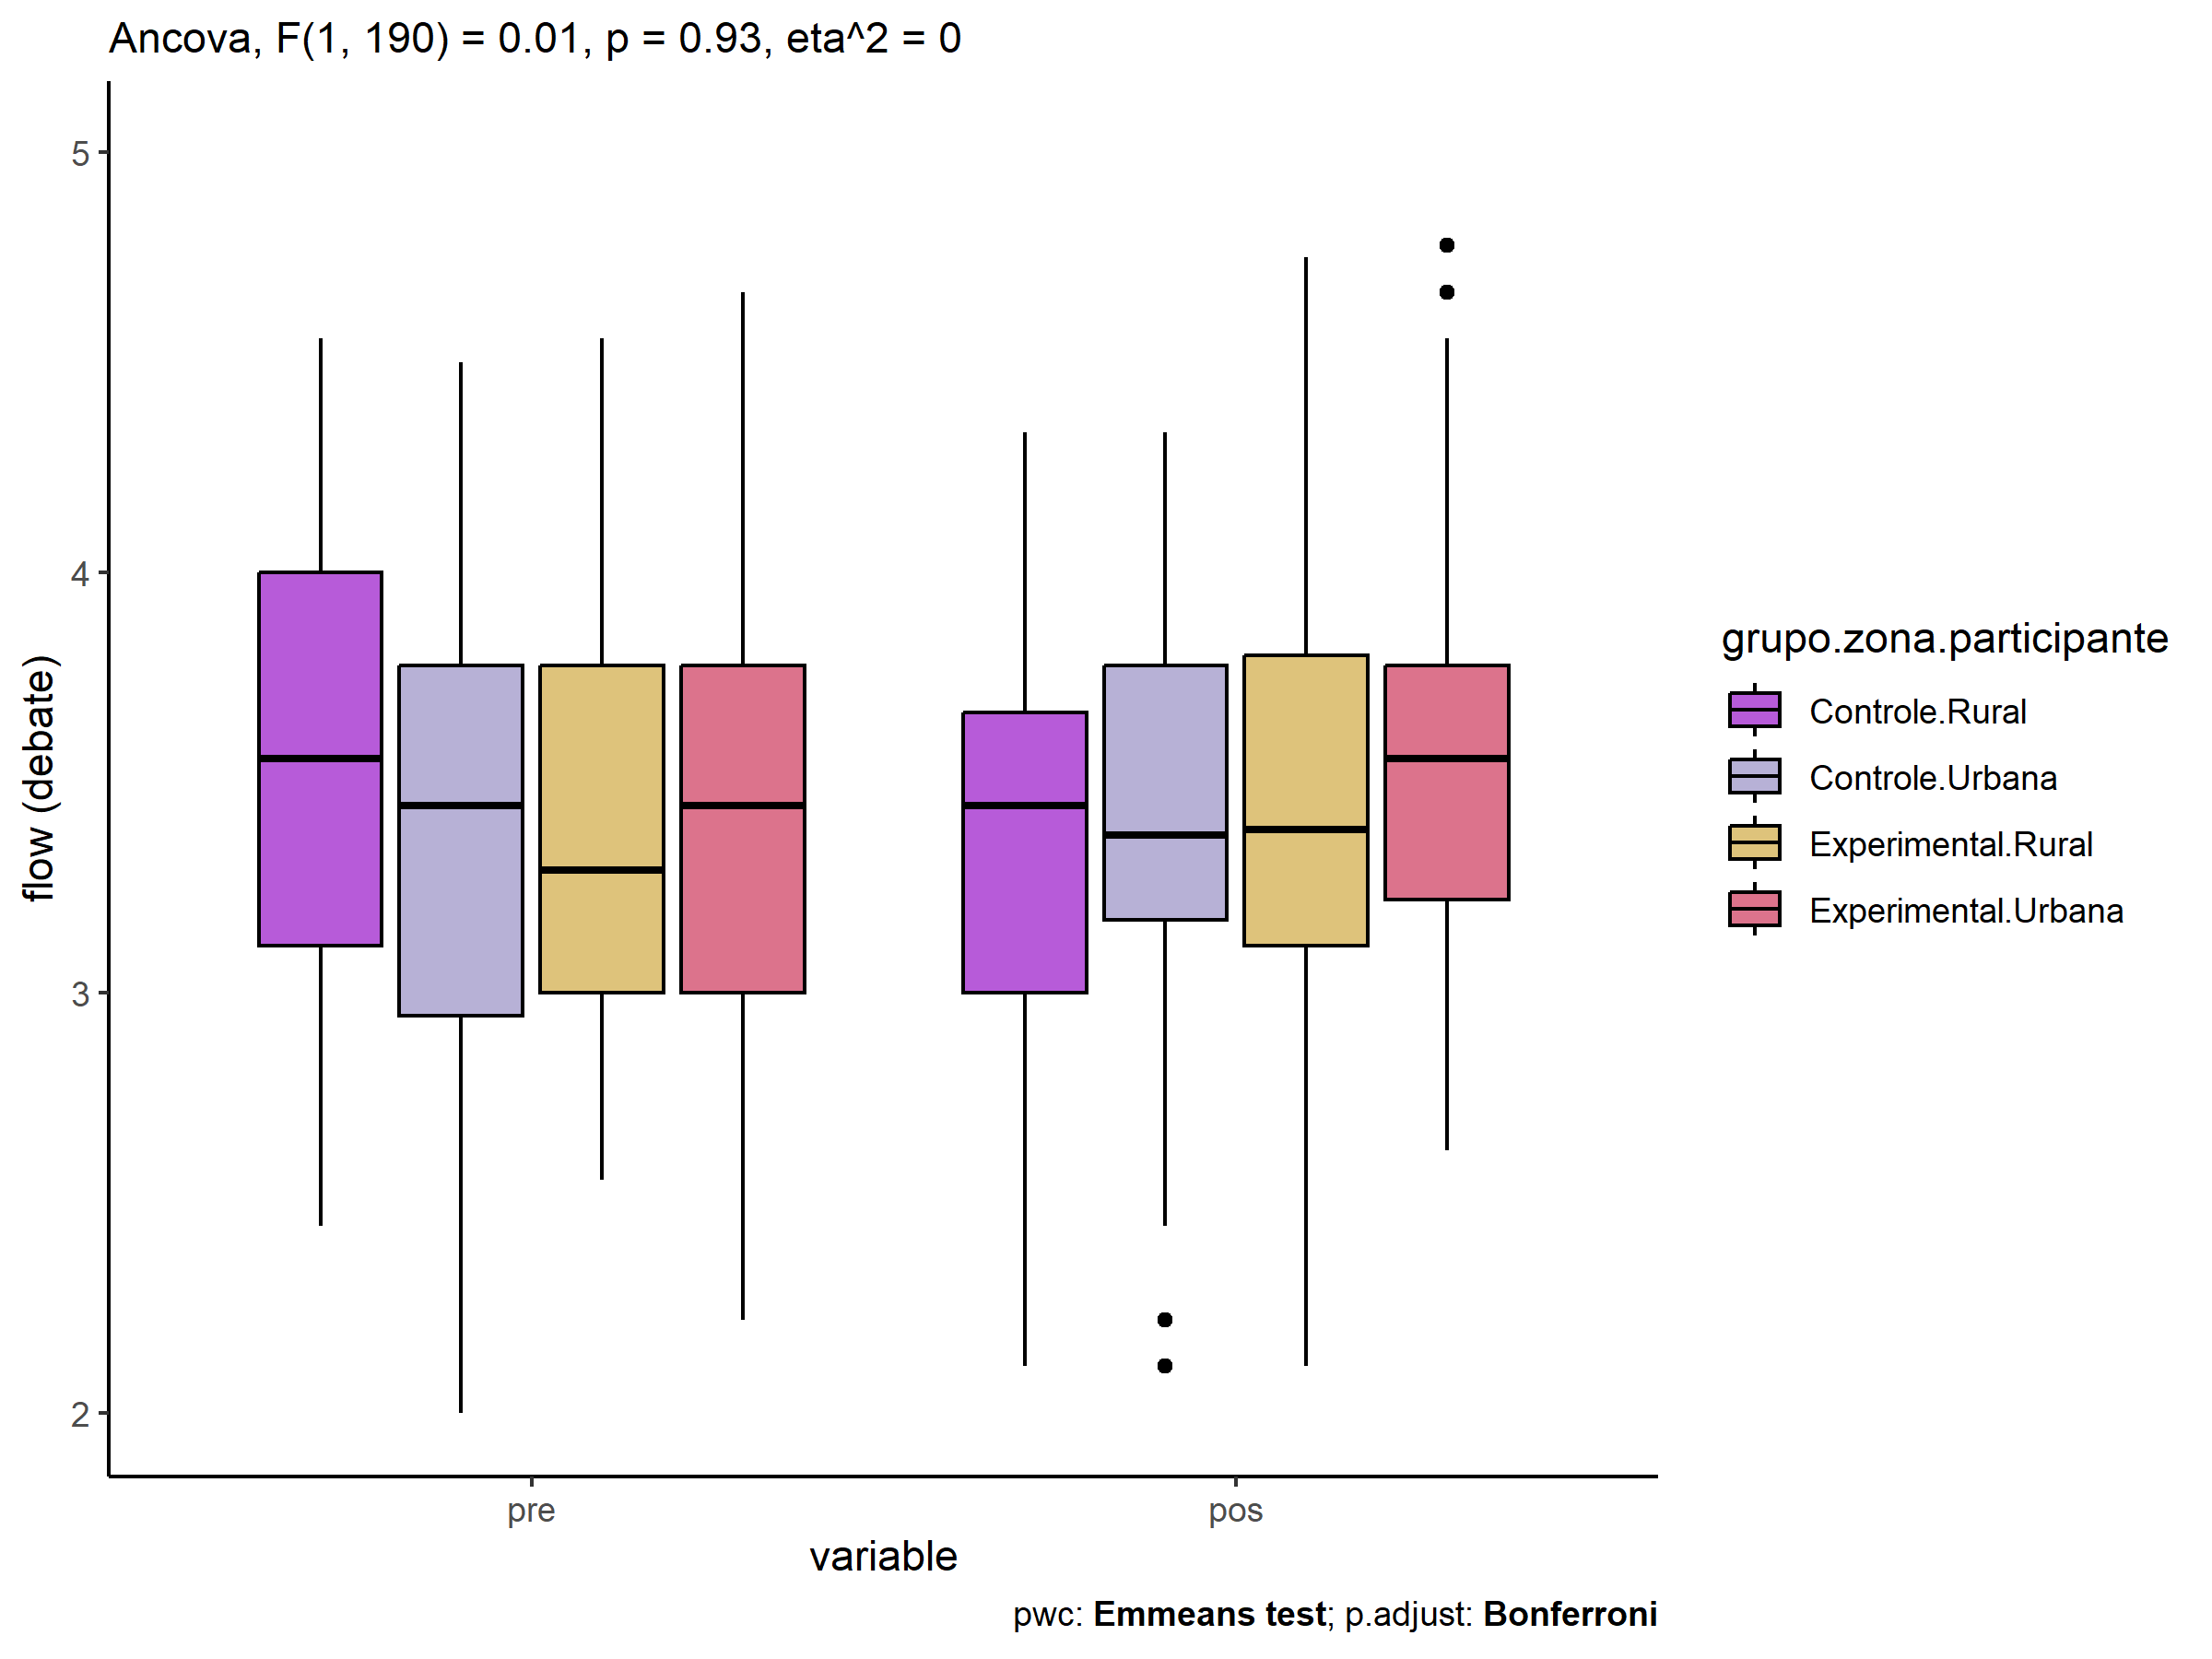 Ancova, F(1, 190) = 0.01, p = 0.93, eta^2 = 0
flow (debate)
5
4
3
2
pre
pos
variable
pwc: Emmeans test; p.adjust: Bonferroni
grupo.zona.participante
Controle.Rural
Controle.Urbana
Experimental.Rural
Experimental.Urbana